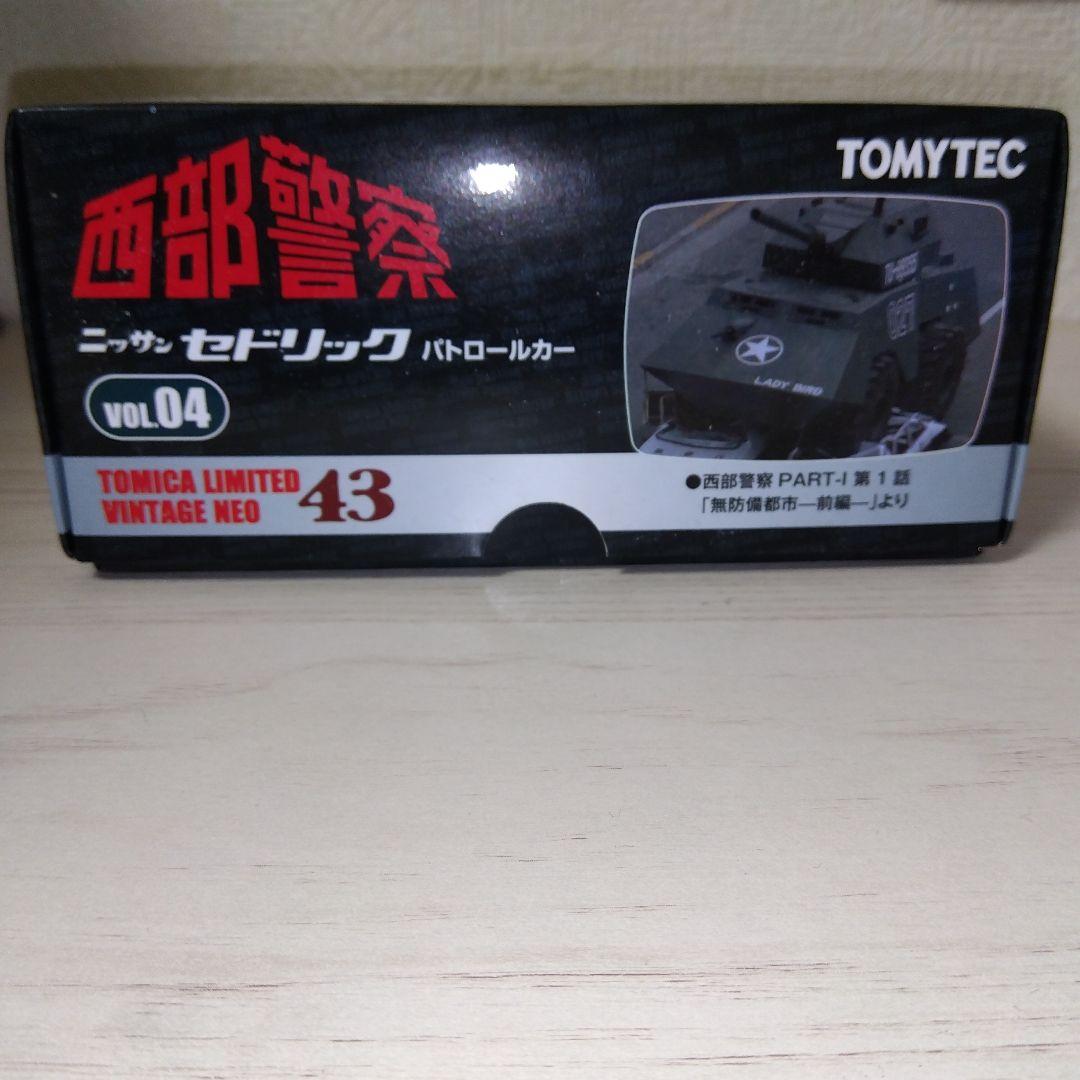 西部警察
TOMYTEC
ニッサン セドリック パトロールカー
VOL.04
LADY BIRD
TOMICA LIMITED
VINTAGE NEO 43
●西部警察 PART-I 第1話
「無防備都市―前編―」より